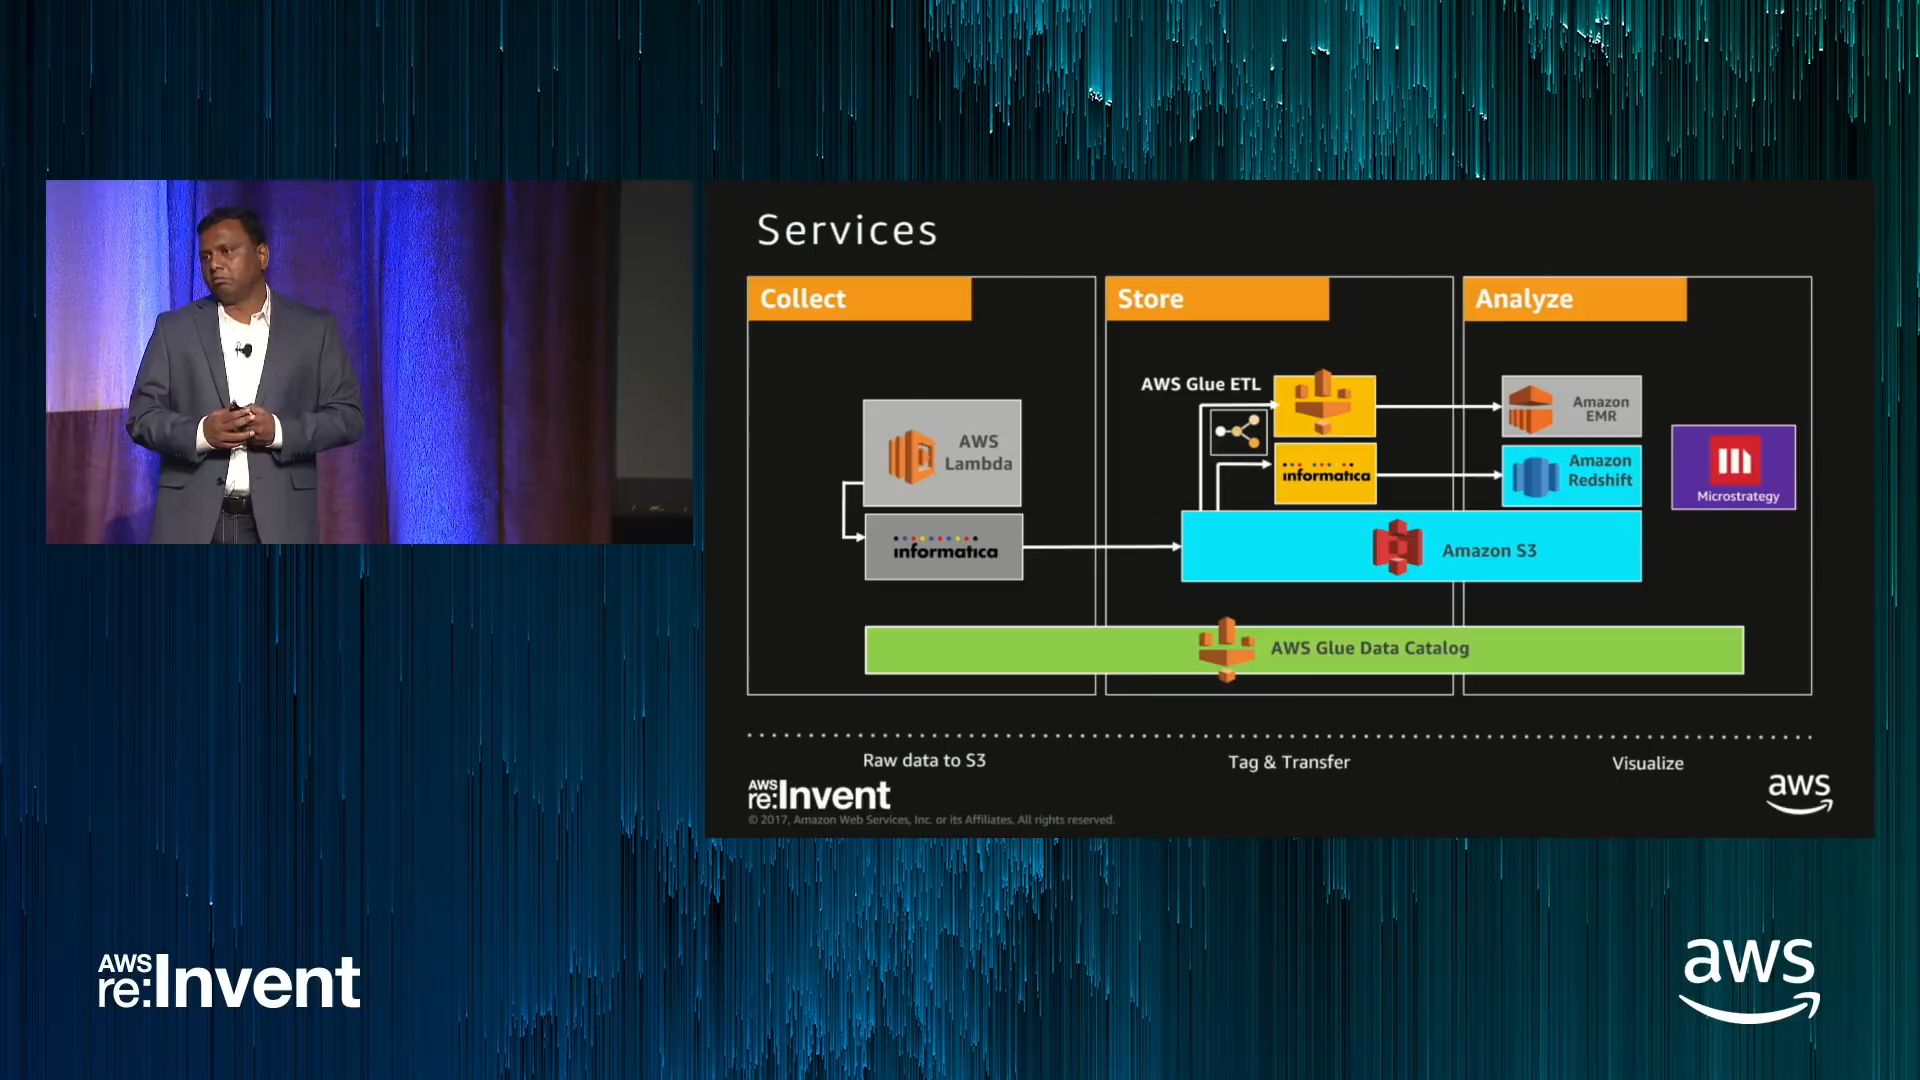 Services
Collect
Store
Analyze
AWS Glue ETL
AWS
Lambda
informatica
informatica
Amazon
EMR
Amazon
Redshift
Microstrategy
Amazon S3
AWS Glue Data Catalog
Raw data to S3
Tag & Transfer
Visualize
AWS
re:Invent
aws
© 2017, Amazon Web Services, Inc. or its Affiliates. All rights reserved.
AWS
re:Invent
aws